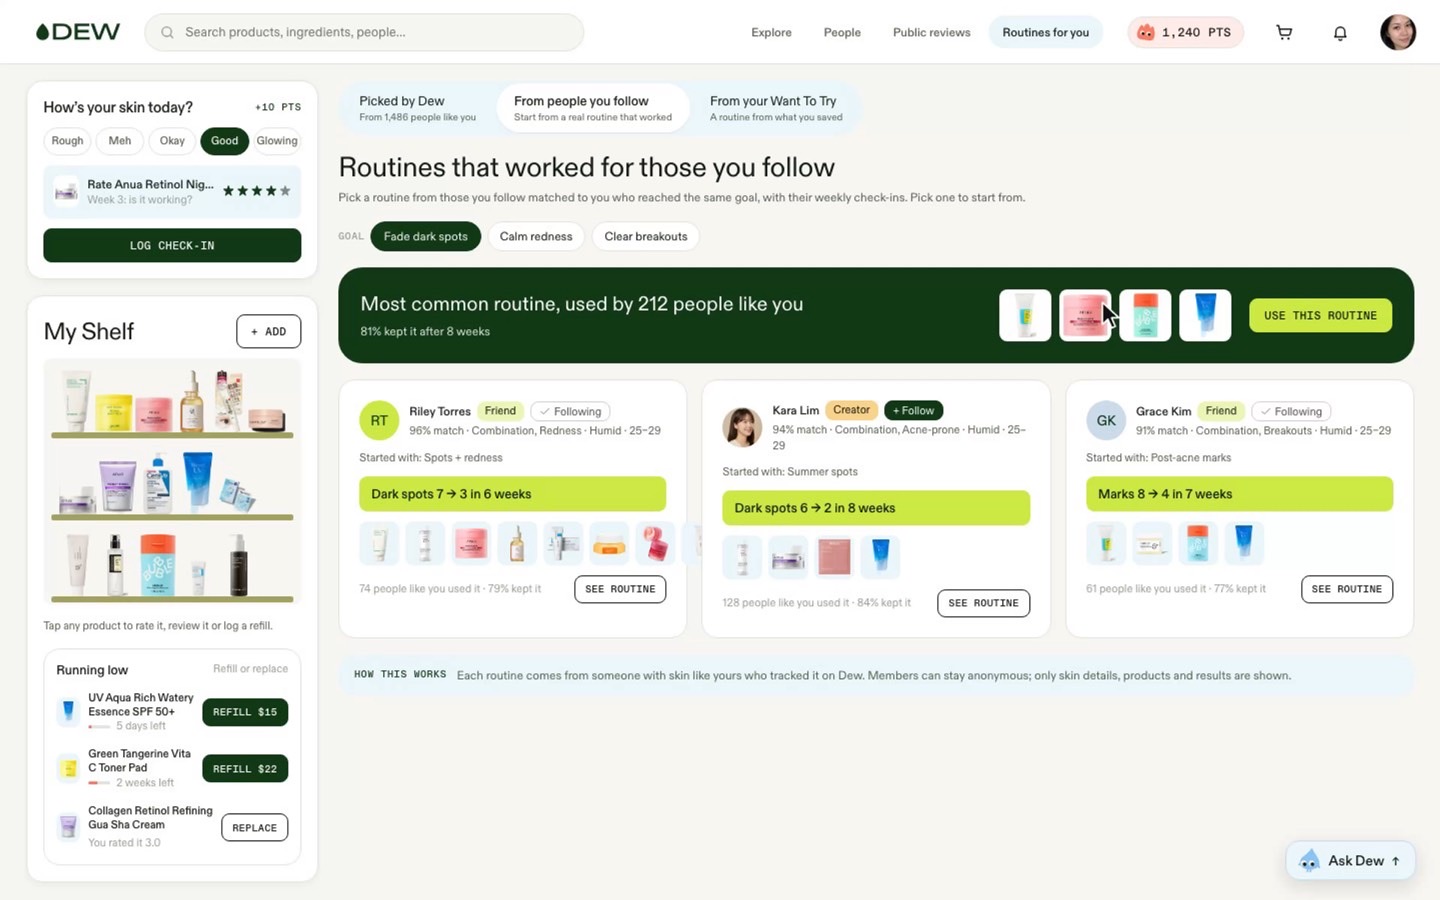 DEW
Search products, ingredients, people...
Explore
People
Public reviews
Routines for you
1,240 PTS
How's your skin today?
+10 PTS
Rough
Meh
Okay
Good
Glowing
Rate Anua Retinol Nig...
Week 3: is it working?
LOG CHECK-IN
My Shelf
+ ADD
Tap any product to rate it, review it or log a refill.
Running low
Refill or replace
UV Aqua Rich Watery
Essence SPF 50+
5 days left
REFILL $15
Green Tangerine Vita
C Toner Pad
2 weeks left
REFILL $22
Collagen Retinol Refining
Gua Sha Cream
You rated it 3.0
REPLACE
Picked by Dew
From 1,486 people like you
From people you follow
Start from a real routine that worked
From your Want To Try
A routine from what you saved
Routines that worked for those you follow
Pick a routine from those you follow matched to you who reached the same goal, with their weekly check-ins. Pick one to start from.
GOAL
Fade dark spots
Calm redness
Clear breakouts
Most common routine, used by 212 people like you
81% kept it after 8 weeks
USE THIS ROUTINE
RT
Riley Torres
Friend
Following
96% match · Combination, Redness · Humid · 25–29
Started with: Spots + redness
Dark spots 7 → 3 in 6 weeks
74 people like you used it · 79% kept it
SEE ROUTINE
Kara Lim
Creator
+ Follow
94% match · Combination, Acne-prone · Humid · 25–
29
Started with: Summer spots
Dark spots 6 → 2 in 8 weeks
128 people like you used it · 84% kept it
SEE ROUTINE
GK
Grace Kim
Friend
Following
91% match · Combination, Breakouts · Humid · 25–29
Started with: Post-acne marks
Marks 8 → 4 in 7 weeks
61 people like you used it · 77% kept it
SEE ROUTINE
HOW THIS WORKS
Each routine comes from someone with skin like yours who tracked it on Dew. Members can stay anonymous; only skin details, products and results are shown.
Ask Dew ↑